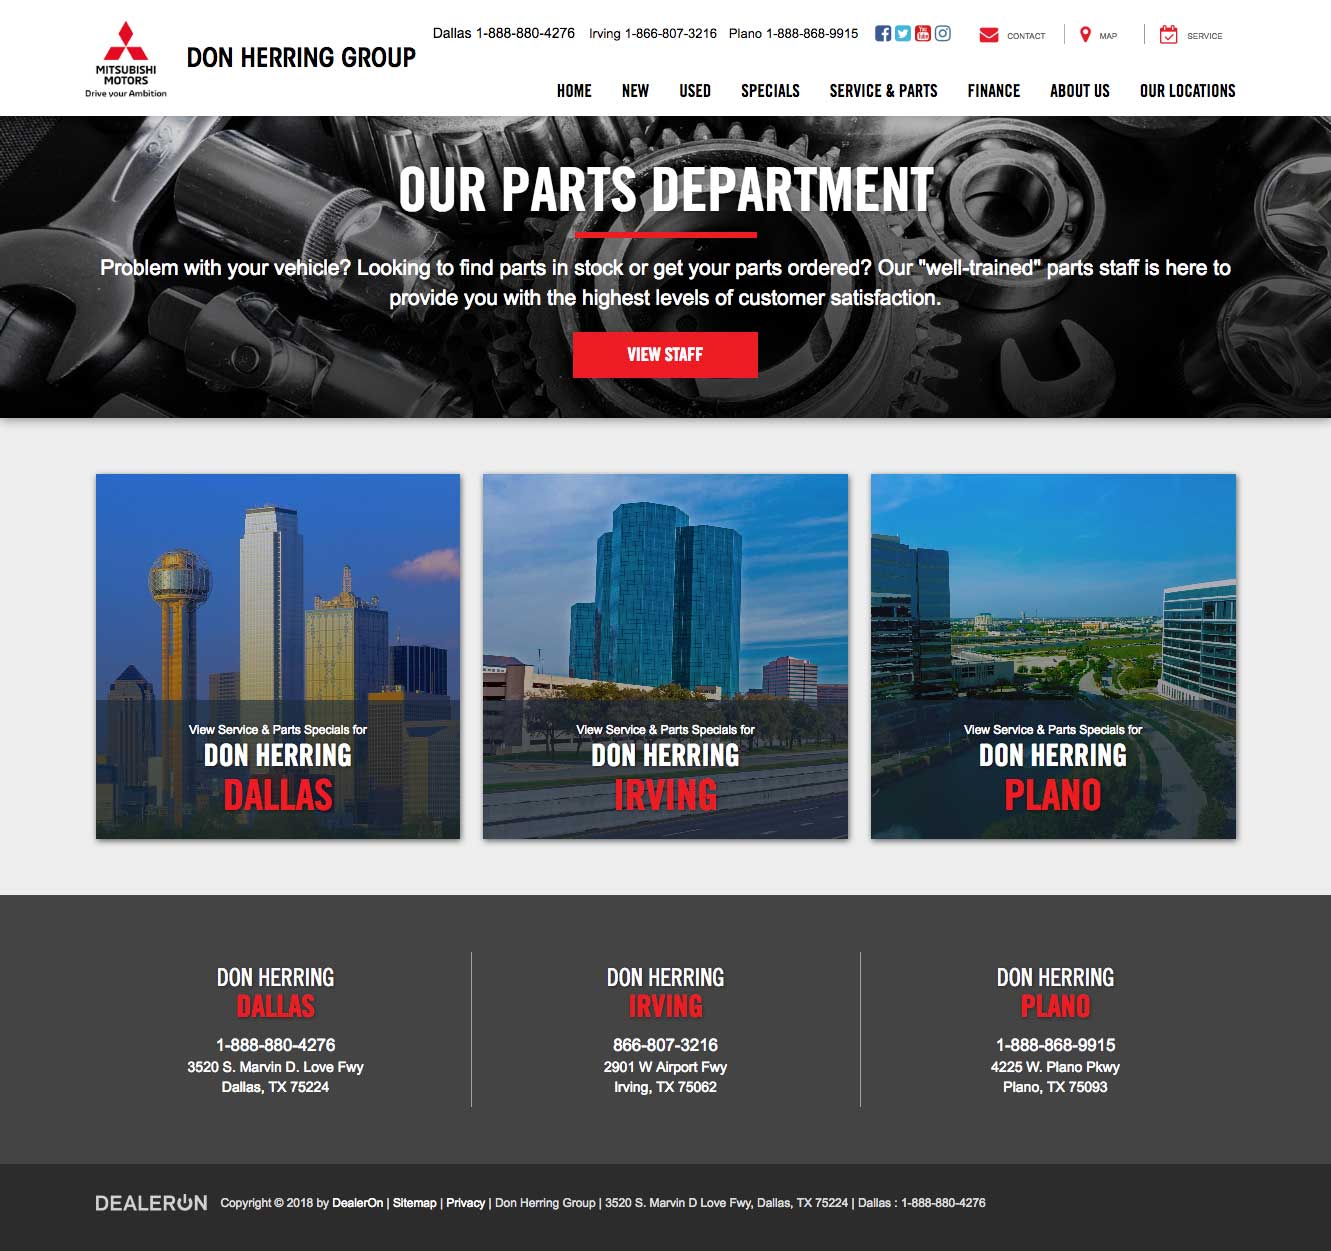 Dallas 1-888-880-4276 Irving 1-866-807-3216 Plano 1-888-868-9915
You Tube
CONTACT
MAP
SERVICE
MITSUBISHI
MOTORS
Drive your Ambition
DON HERRING GROUP
HOME NEW USED SPECIALS SERVICE & PARTS FINANCE ABOUT US OUR LOCATIONS
OUR PARTS DEPARTMENT
Problem with your vehicle? Looking to find parts in stock or get your parts ordered? Our "well-trained" parts staff is here to
provide you with the highest levels of customer satisfaction.
VIEW STAFF
View Service & Parts Specials for
DON HERRING
DALLAS
View Service & Parts Specials for
DON HERRING
IRVING
View Service & Parts Specials for
DON HERRING
PLANO
DON HERRING
DALLAS
1-888-880-4276
3520 S. Marvin D. Love Fwy
Dallas, TX 75224
DON HERRING
IRVING
866-807-3216
2901 W Airport Fwy
Irving, TX 75062
DON HERRING
PLANO
1-888-868-9915
4225 W. Plano Pkwy
Plano, TX 75093
DEALERON
Copyright © 2018 by DealerOn | Sitemap | Privacy | Don Herring Group | 3520 S. Marvin D Love Fwy, Dallas, TX 75224 | Dallas : 1-888-880-4276